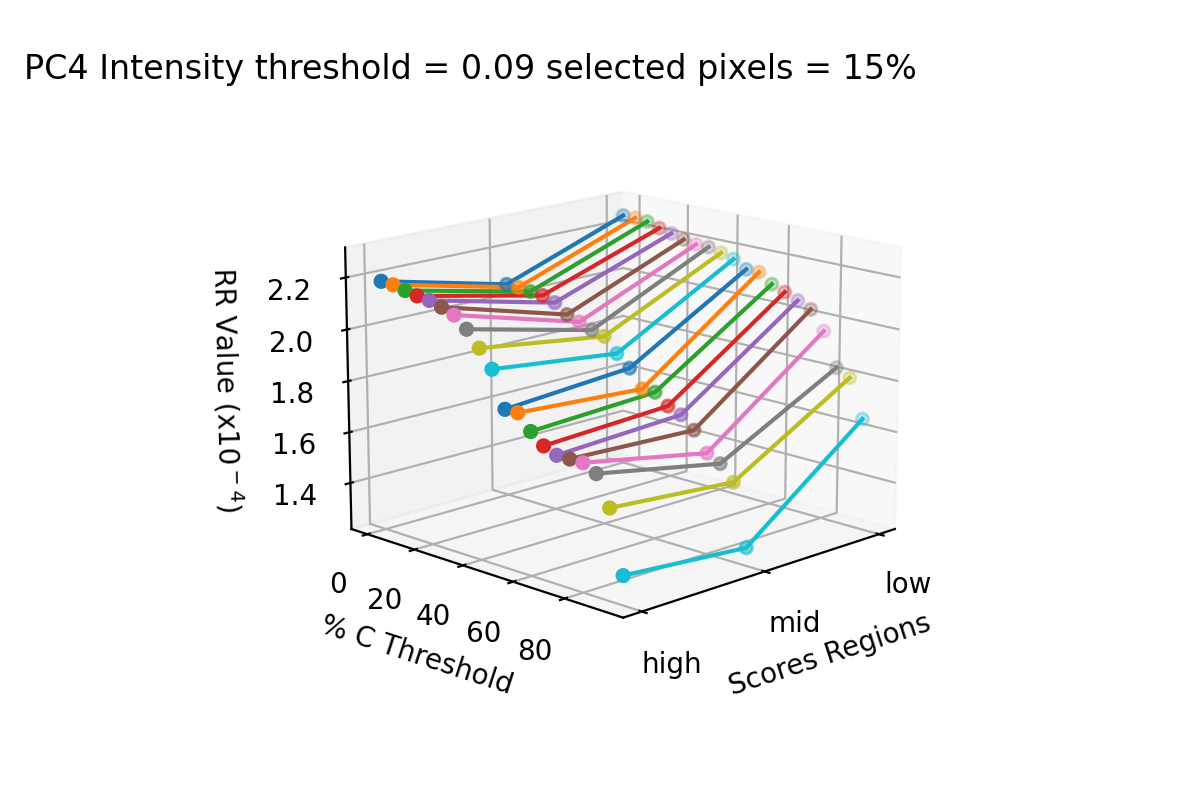 PC4 Intensity threshold = 0.09 selected pixels = 15%
RR Value (x10⁻⁴)
2.2
2.0
1.8
1.6
1.4
0
20
40
60
80
% C Threshold
high
mid
low
Scores Regions